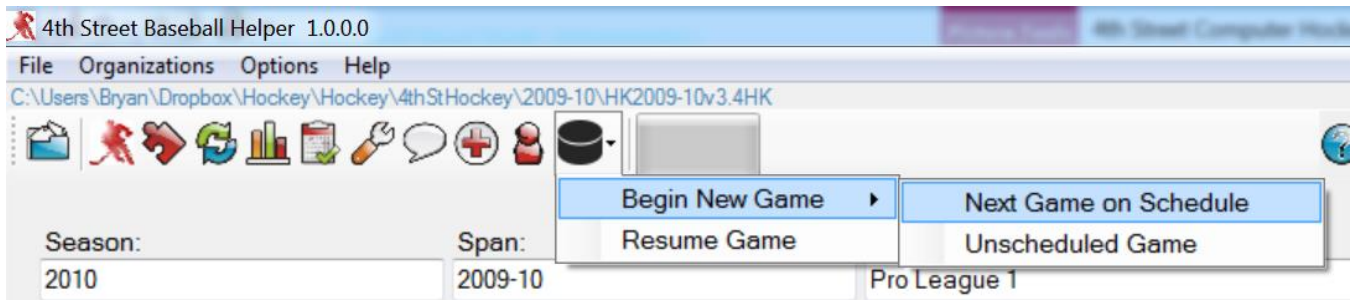 4th Street Baseball Helper 1.0.0.0
File Organizations Options Help
C:\Users\Bryan\Dropbox\Hockey\Hockey\4thStHockey\2009-10\HK2009-10v3.4HK
Begin New Game
Next Game on Schedule
Resume Game
Unscheduled Game
Season:
Span:
2010
2009-10
Pro League 1